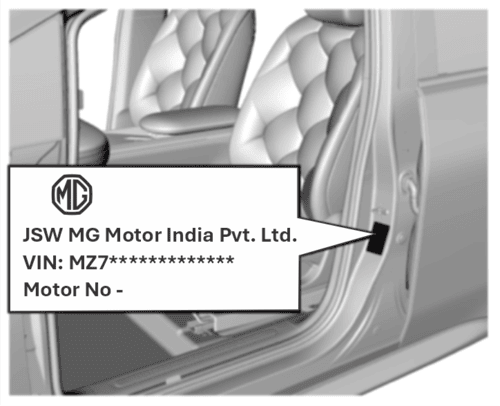 MG
JSW MG Motor India Pvt. Ltd.
VIN: MZ7*************
Motor No -